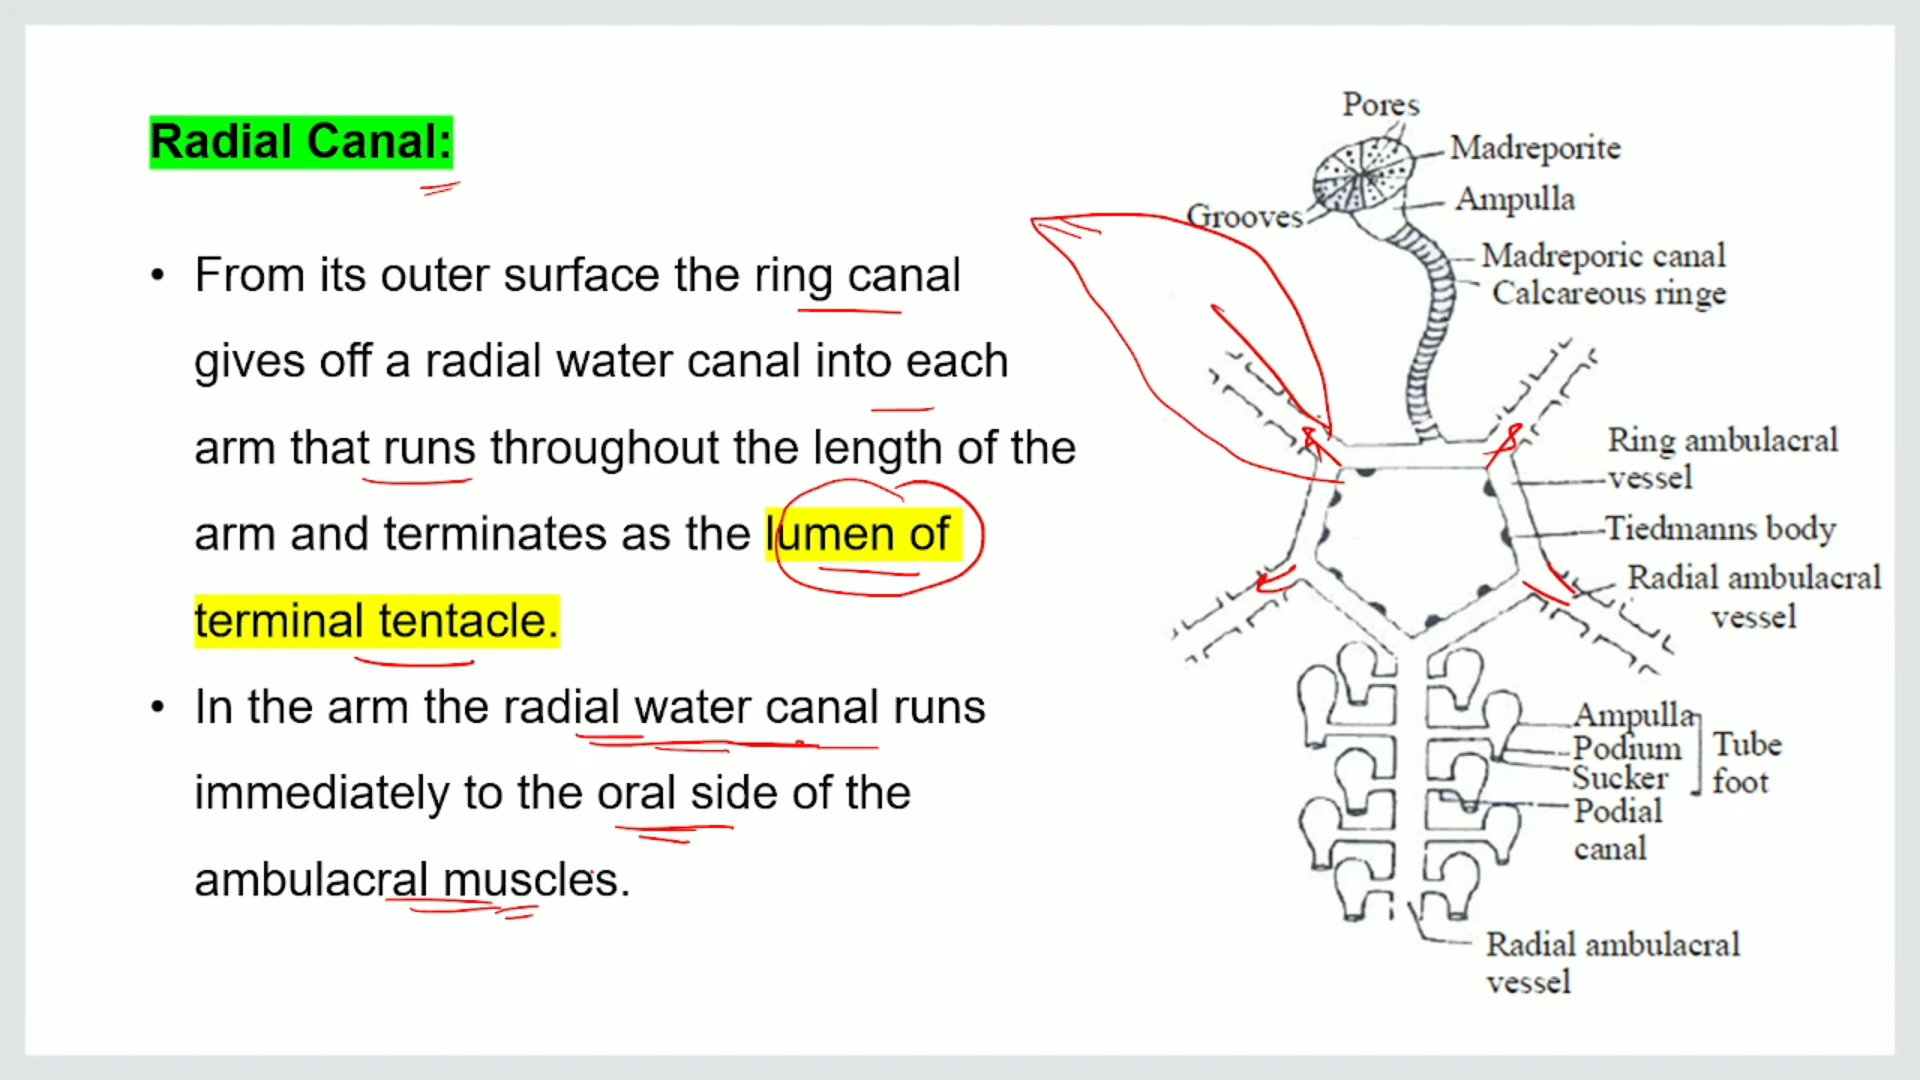 Radial Canal:
• From its outer surface the ring canal
gives off a radial water canal into each
arm that runs throughout the length of the
arm and terminates as the lumen of
terminal tentacle.
• In the arm the radial water canal runs
immediately to the oral side of the
ambulacral muscles.
Pores
Madreporite
Ampulla
Grooves
Madreporic canal
Calcareous ringe
Ring ambulacral
vessel
Tiedmanns body
Radial ambulacral
vessel
Ampulla
Podium
Sucker
Tube
foot
Podial
canal
Radial ambulacral
vessel